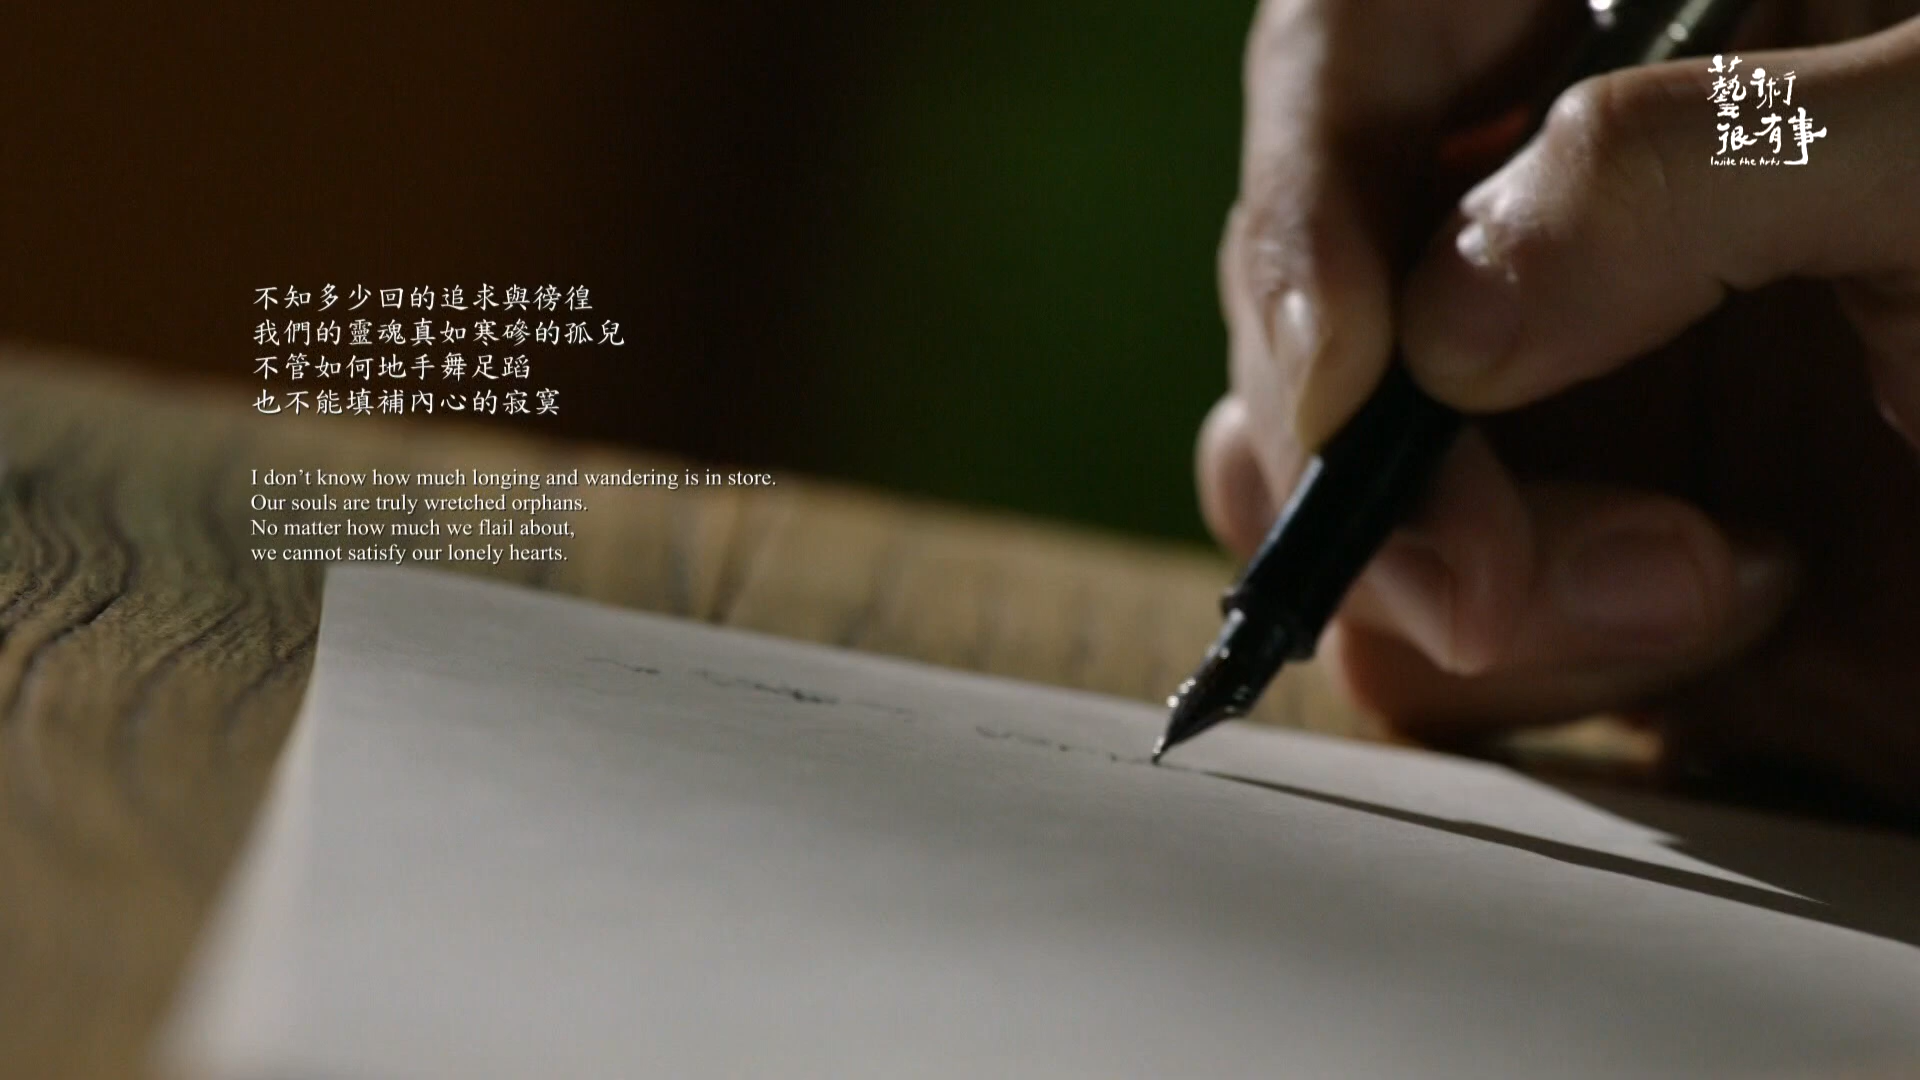 藝術
很有事
Inside the Arts
不知多少回的追求與徬徨
我們的靈魂真如寒磣的孤兒
不管如何地手舞足蹈
也不能填補內心的寂寞
I don’t know how much longing and wandering is in store.
Our souls are truly wretched orphans.
No matter how much we flail about,
we cannot satisfy our lonely hearts.